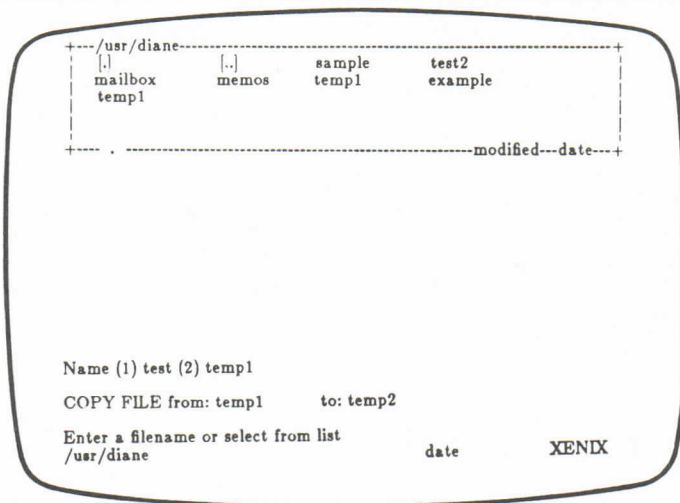 +---/usr/diane---------------------------------------------------------------+
[.] [..] sample test2
mailbox memos temp1 example
temp1
+---- . --------------------------------------------------modified---date---+
Name (1) test (2) temp1
COPY FILE from: temp1 to: temp2
Enter a filename or select from list
/usr/diane date XENIX